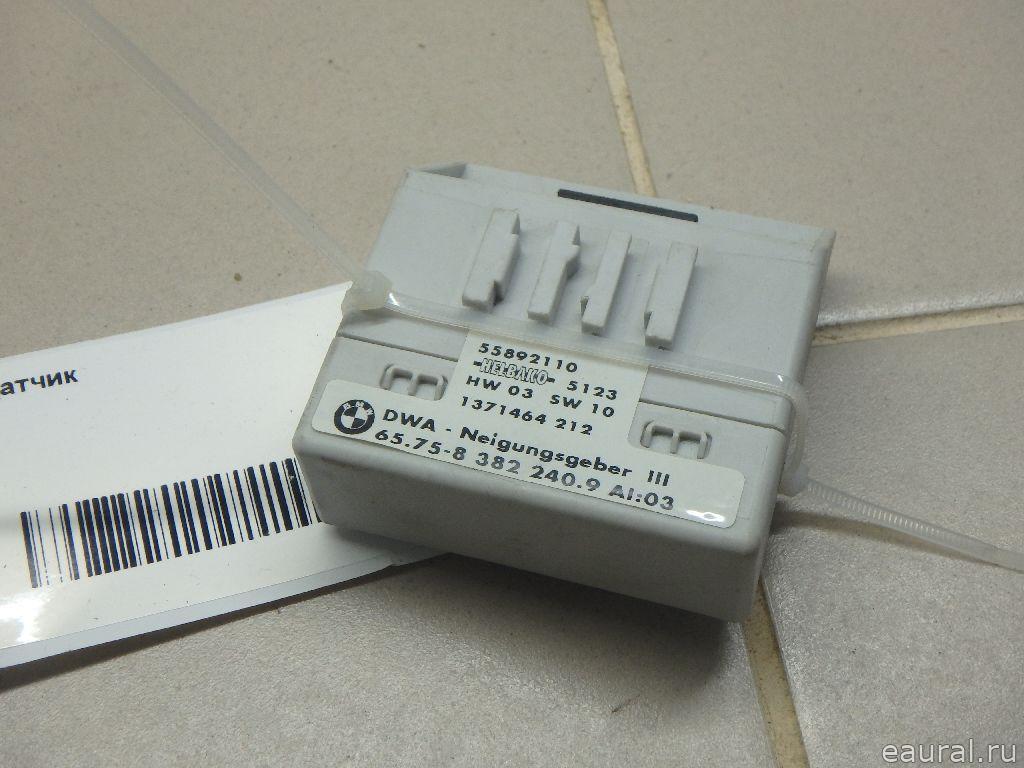 атчик
55892110
HELBAKO 5123
HW 03 SW 10
1371464 212
BMW
DWA - Neigungsgeber III
65.75-8 382 240.9 AI:03
eaural.ru